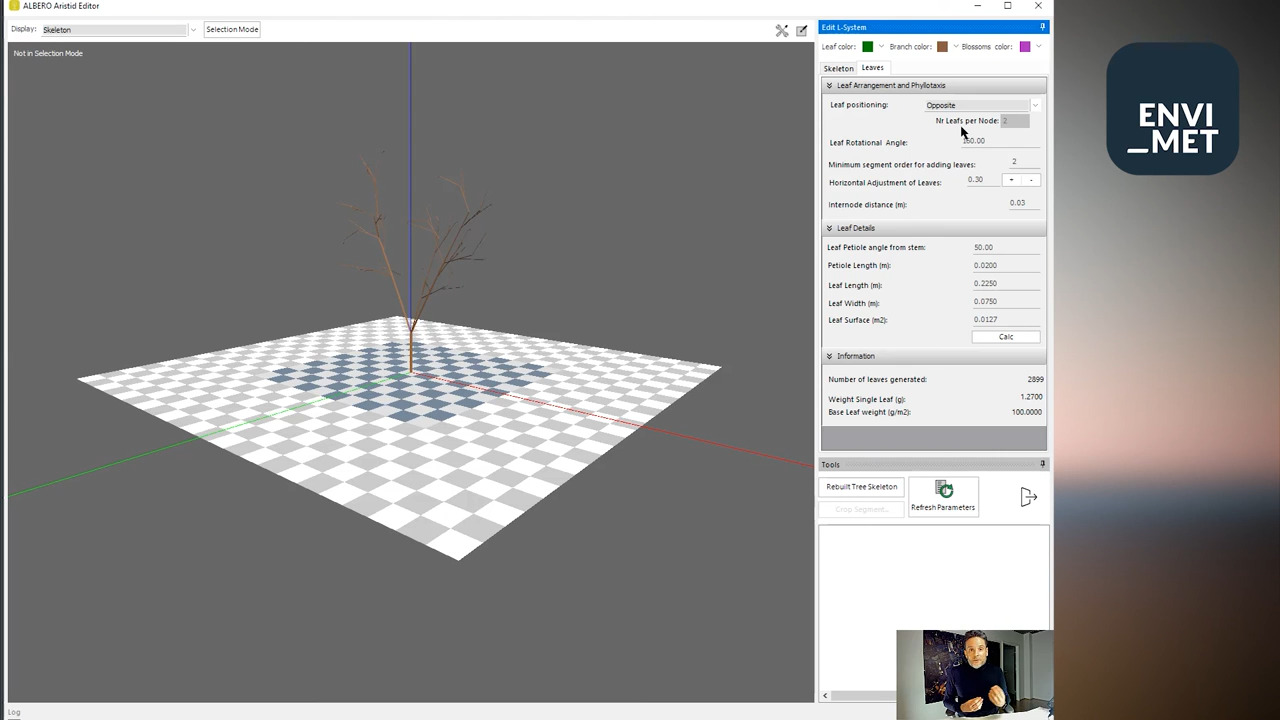 ALBERO Aristid Editor
Display: Skeleton Selection Mode
Not in Selection Mode
Edit L-System
Leaf color: Branch color: Blossoms color:
Skeleton Leaves
Leaf Arrangement and Phyllotaxis
Leaf positioning: Opposite
Nr Leafs per Node: 2
Leaf Rotational Angle:
Minimum segment order for adding leaves: 2
Horizontal Adjustment of Leaves: 0.30 + -
Internode distance (m): 0.03
Leaf Details
Leaf Petiole angle from stem: 50.00
Petiole Length (m): 0.0200
Leaf Length (m): 0.2250
Leaf Width (m): 0.0750
Leaf Surface (m2): 0.0127
Calc
Information
Number of leaves generated: 2899
Weight Single Leaf (g): 1.2700
Base Leaf weight (g/m2): 100.0000
Tools
Rebuilt Tree Skeleton
Crop Segment...
Refresh Parameters
Log
ENVI
_MET